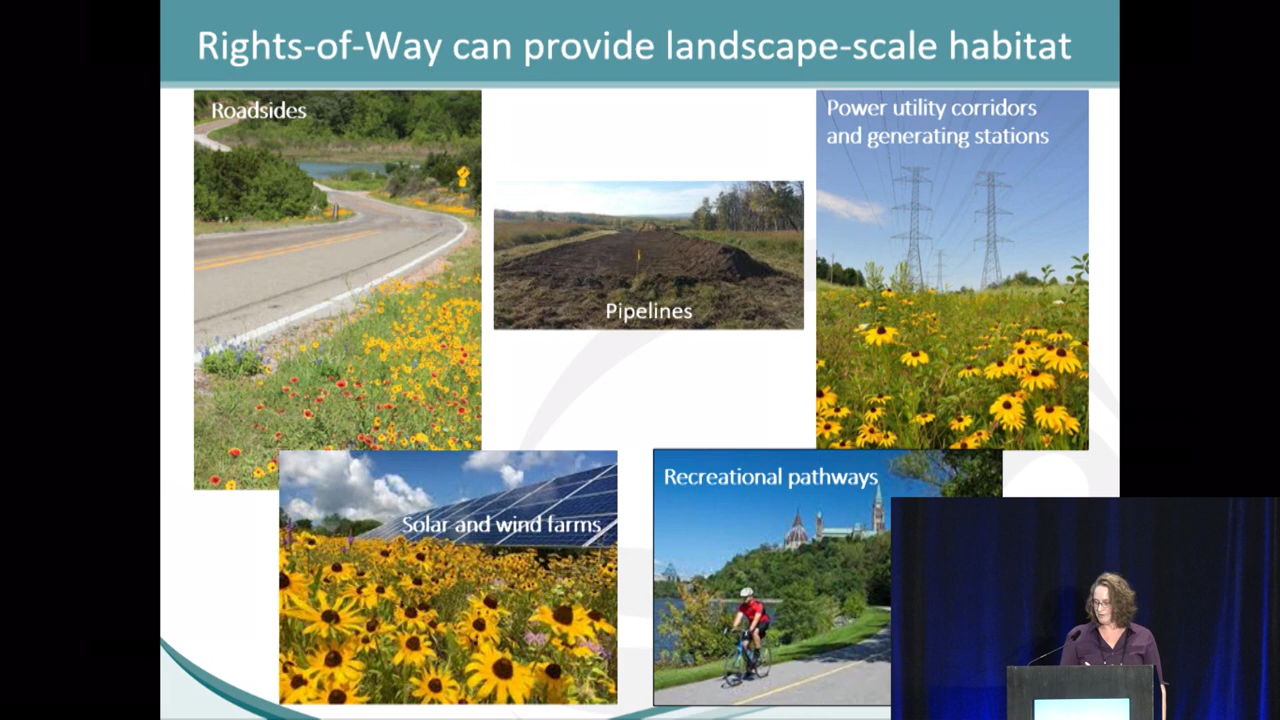 Rights-of-Way can provide landscape-scale habitat
Roadsides
Pipelines
Power utility corridors
and generating stations
Solar and wind farms
Recreational pathways